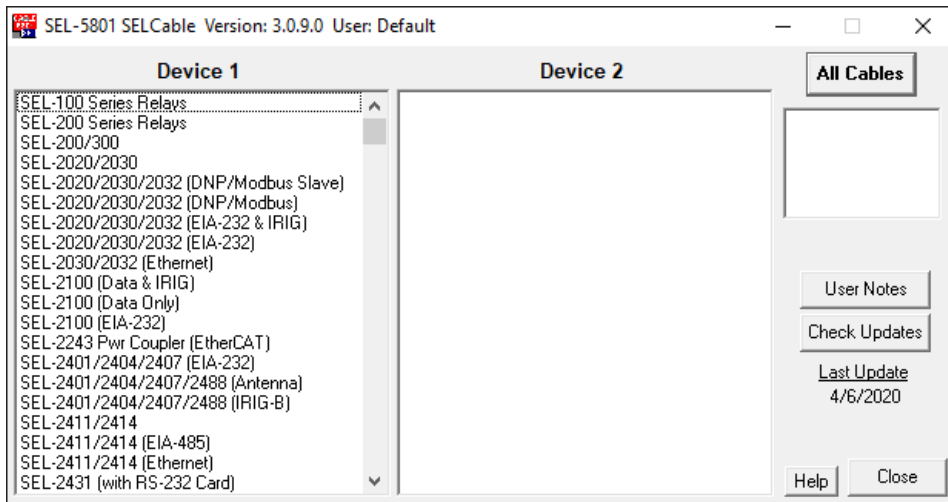 SEL-5801 SELCable Version: 3.0.9.0 User: Default
Device 1
Device 2
All Cables
SEL-100 Series Relays
SEL-200 Series Relays
SEL-200/300
SEL-2020/2030
SEL-2020/2030/2032 (DNP/Modbus Slave)
SEL-2020/2030/2032 (DNP/Modbus)
SEL-2020/2030/2032 (EIA-232 & IRIG)
SEL-2020/2030/2032 (EIA-232)
SEL-2030/2032 (Ethernet)
SEL-2100 (Data & IRIG)
SEL-2100 (Data Only)
SEL-2100 (EIA-232)
SEL-2243 Pwr Coupler (EtherCAT)
SEL-2401/2404/2407 (EIA-232)
SEL-2401/2404/2407/2488 (Antenna)
SEL-2401/2404/2407/2488 (IRIG-B)
SEL-2411/2414
SEL-2411/2414 (EIA-485)
SEL-2411/2414 (Ethernet)
SEL-2431 (with RS-232 Card)
User Notes
Check Updates
Last Update
4/6/2020
Help
Close